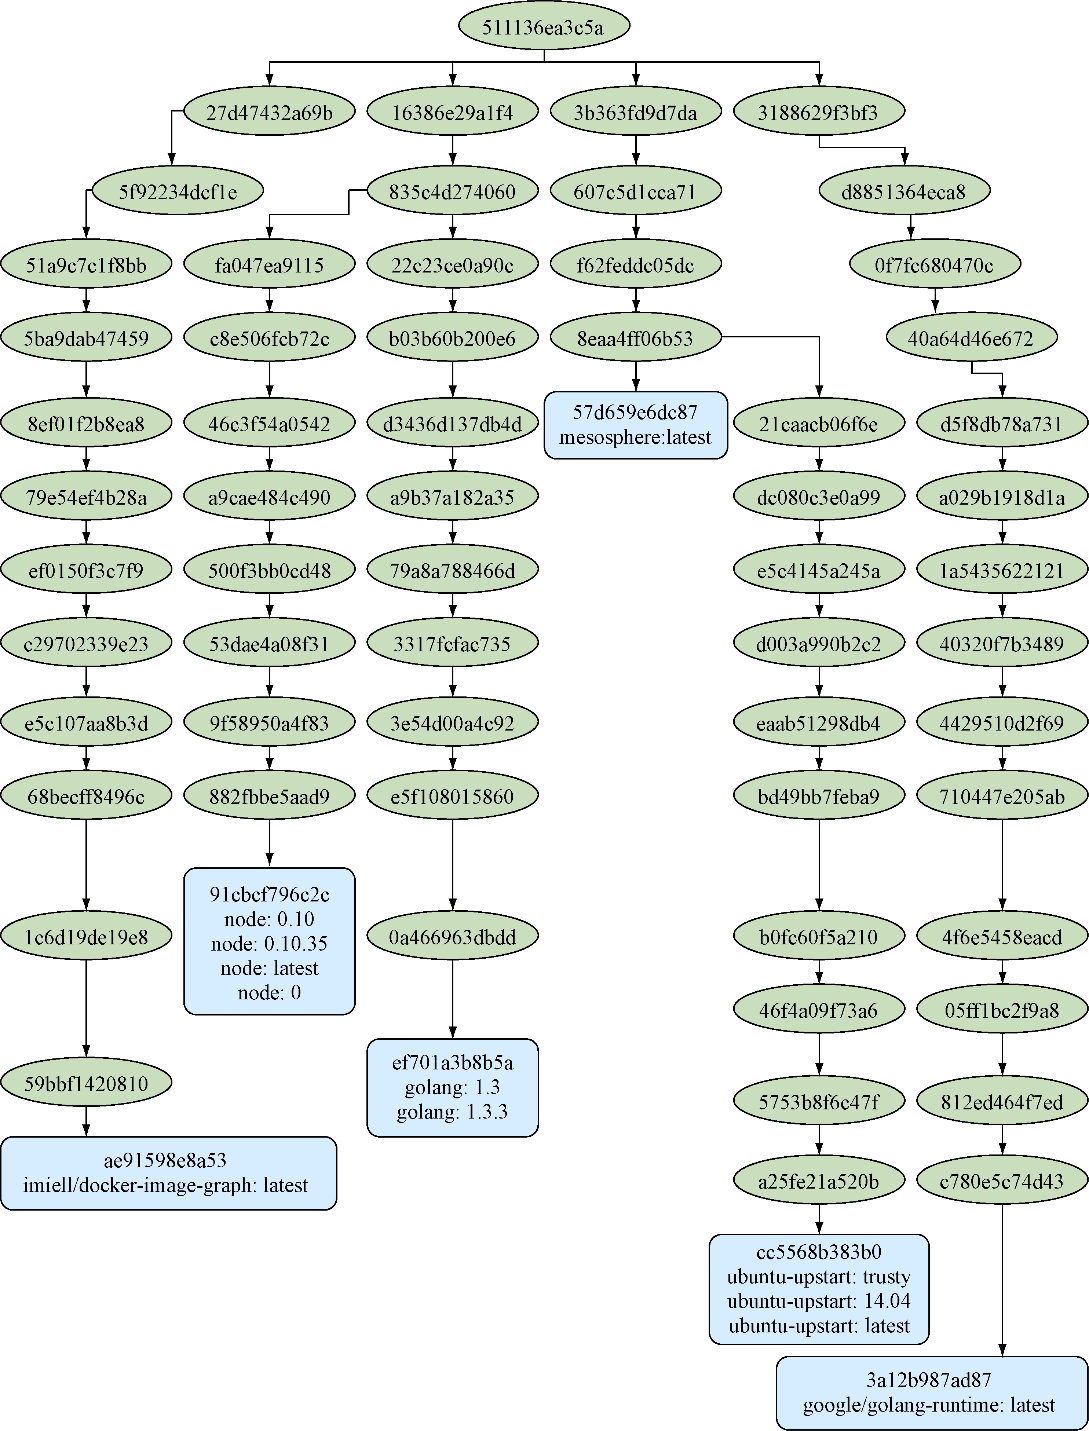 511136ea3c5a
27d47432a69b
16386e29a1f4
3b363fd9d7da
3188629f3bf3
5f92234dcf1e
835c4d274060
607c5d1cca71
d8851364eca8
51a9c7c1f8bb
fa047ea9115
22c23ce0a90c
f62feddc05dc
0f7fc680470c
5ba9dab47459
c8e506fcb72c
b03b60b200e6
8eaa4ff06b53
40a64d46e672
8ef01f2b8ea8
46c3f54a0542
d3436d137db4d
57d659e6dc87
mesosphere:latest
21caacb06f6e
d5f8db78a731
79e54ef4b28a
a9cae484c490
a9b37a182a35
dc080c3e0a99
a029b1918d1a
ef0150f3c7f9
500f3bb0cd48
79a8a788466d
e5c4145a245a
1a5435622121
c29702339e23
53dae4a08f31
3317fcfac735
d003a990b2c2
40320f7b3489
e5c107aa8b3d
9f58950a4f83
3e54d00a4c92
eaab51298db4
4429510d2f69
68becff8496c
882fbbe5aad9
e5f108015860
bd49bb7feba9
710447e205ab
91cbcf796c2c
node: 0.10
node: 0.10.35
node: latest
node: 0
1c6d19de19e8
0a466963dbdd
b0fc60f5a210
4f6e5458eacd
46f4a09f73a6
05ff1bc2f9a8
59bbf1420810
ef701a3b8b5a
golang: 1.3
golang: 1.3.3
5753b8f6c47f
812ed464f7ed
ae91598e8a53
imiell/docker-image-graph: latest
a25fe21a520b
c780e5c74d43
cc5568b383b0
ubuntu-upstart: trusty
ubuntu-upstart: 14.04
ubuntu-upstart: latest
3a12b987ad87
google/golang-runtime: latest